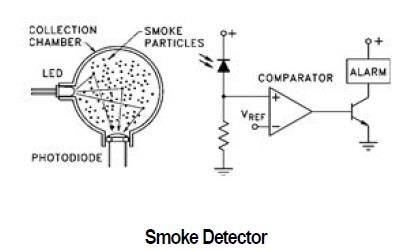 COLLECTION
CHAMBER
SMOKE
PARTICLES
LED
PHOTODIODE
+
COMPARATOR
+
VREF
−
+
ALARM
Smoke Detector